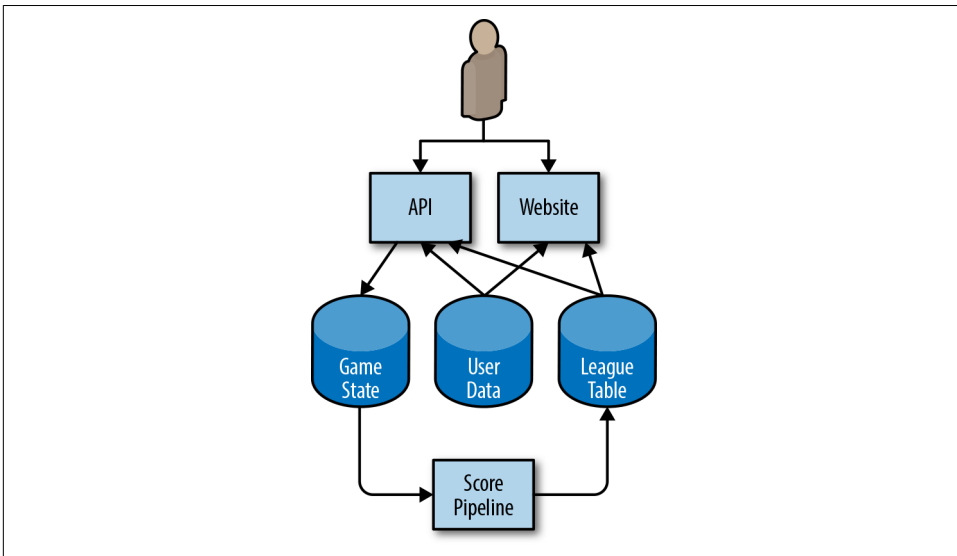 API
Website
Game
State
User
Data
League
Table
Score
Pipeline